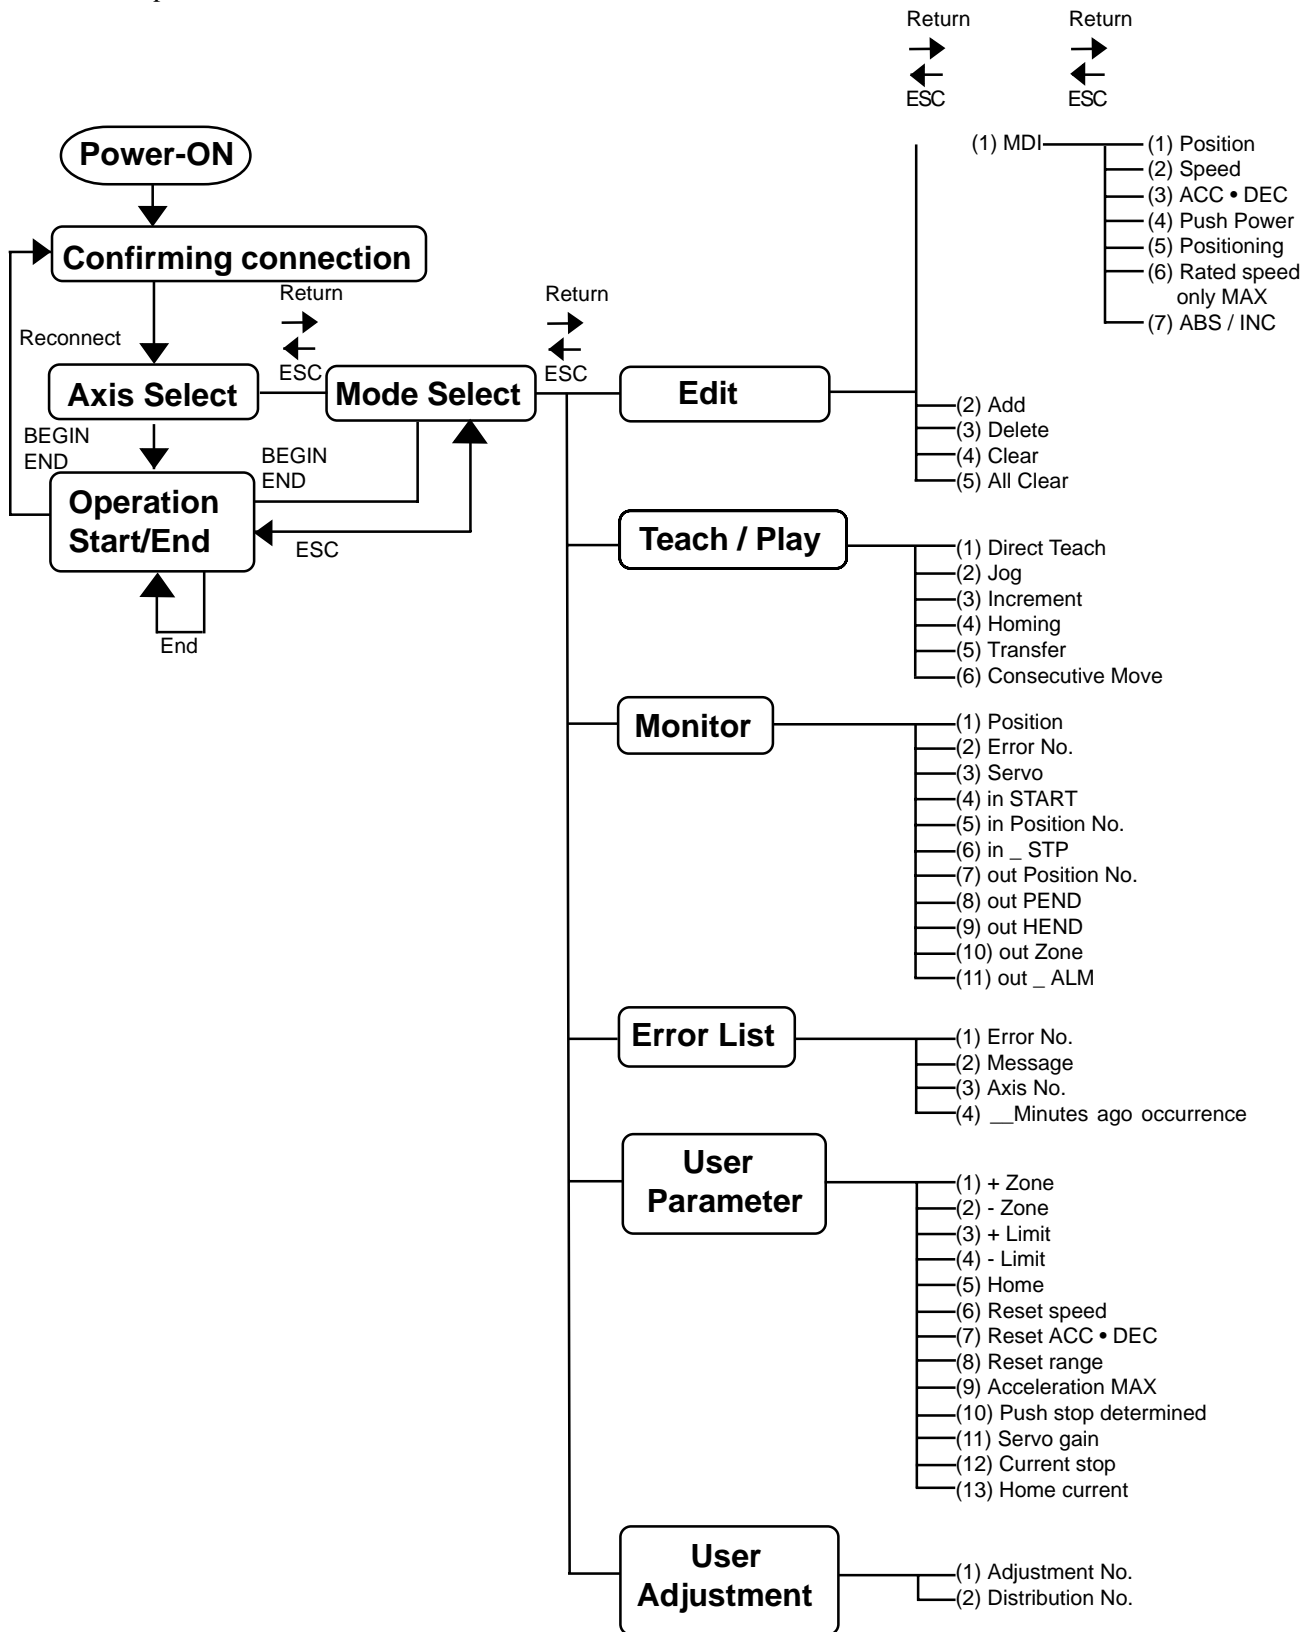 Return
ESC
Return
ESC
Power-ON
Confirming connection
Reconnect
Return
ESC
Return
ESC
Axis Select
Mode Select
BEGIN
END
BEGIN
END
Operation
Start/End
ESC
End
Edit
(1) MDI
(1) Position
(2) Speed
(3) ACC • DEC
(4) Push Power
(5) Positioning
(6) Rated speed
only MAX
(7) ABS / INC
(2) Add
(3) Delete
(4) Clear
(5) All Clear
Teach / Play
(1) Direct Teach
(2) Jog
(3) Increment
(4) Homing
(5) Transfer
(6) Consecutive Move
Monitor
(1) Position
(2) Error No.
(3) Servo
(4) in START
(5) in Position No.
(6) in _ STP
(7) out Position No.
(8) out PEND
(9) out HEND
(10) out Zone
(11) out _ ALM
Error List
(1) Error No.
(2) Message
(3) Axis No.
(4) __Minutes ago occurrence
User
Parameter
(1) + Zone
(2) - Zone
(3) + Limit
(4) - Limit
(5) Home
(6) Reset speed
(7) Reset ACC • DEC
(8) Reset range
(9) Acceleration MAX
(10) Push stop determined
(11) Servo gain
(12) Current stop
(13) Home current
User
Adjustment
(1) Adjustment No.
(2) Distribution No.